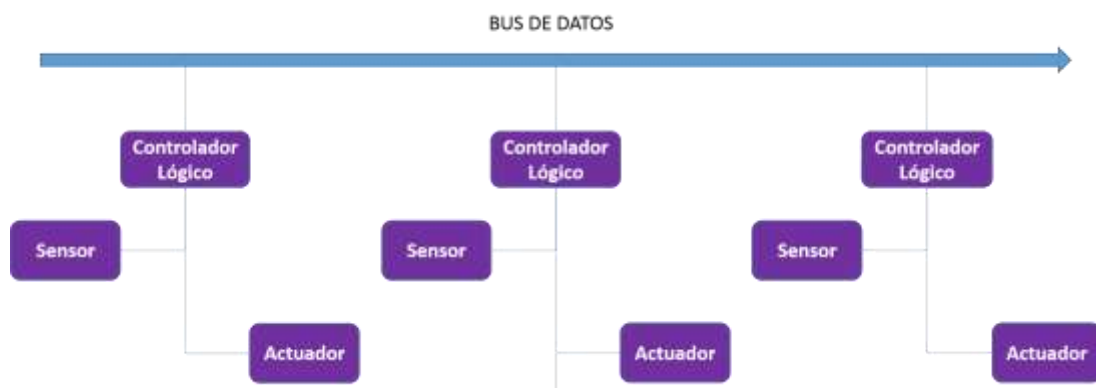 BUS DE DATOS
Controlador
Lógico
Controlador
Lógico
Controlador
Lógico
Sensor
Sensor
Sensor
Actuador
Actuador
Actuador